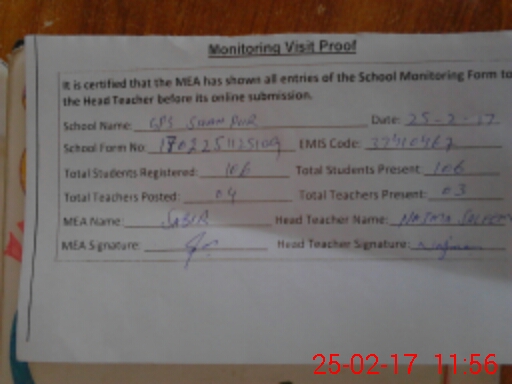 Monitoring Visit Proof
It is certified that the MEA has shown all entries of the School Monitoring Form to
the Head Teacher before its online submission.
School Name: GPS Date: 25-2-17
School Form No: EMIS Code:
Total Students Registered: 106 Total Students Present: 106
Total Teachers Posted: 04 Total Teachers Present: 03
MEA Name: SABIR Head Teacher Name: NAJMA
MEA Signature: Head Teacher Signature:
25-02-17 11:56